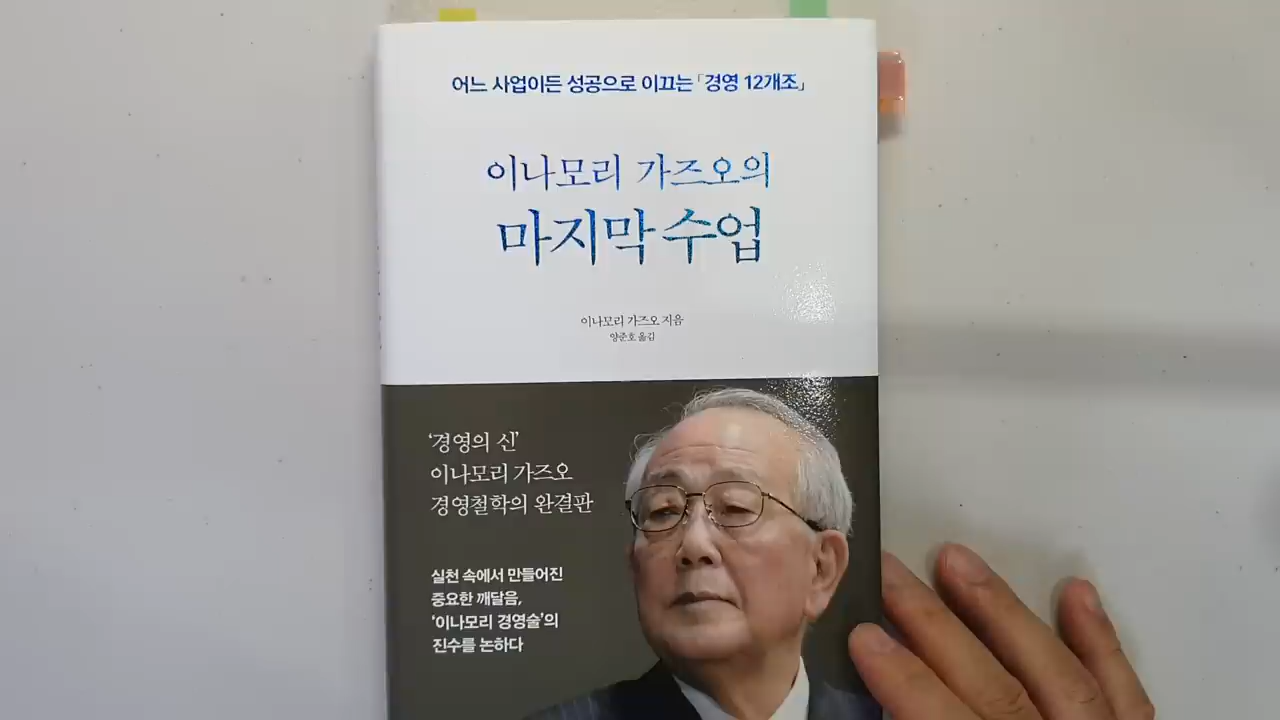 어느 사업이든 성공으로 이끄는 「경영 12개조」
이나모리 가즈오의
마지막 수업
이나모리 가즈오 지음
양준호 옮김
‘경영의 신’
이나모리 가즈오
경영철학의 완결판
실천 속에서 만들어진
중요한 깨달음,
‘이나모리 경영술’의
진수를 논하다